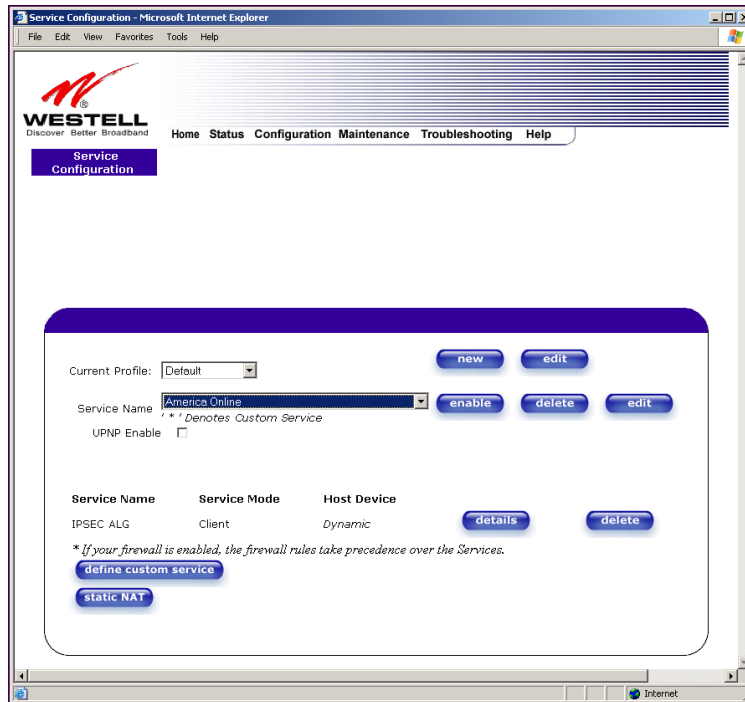 Service Configuration - Microsoft Internet Explorer
File Edit View Favorites Tools Help
®
WESTELL
Discover Better Broadband
Home Status Configuration Maintenance Troubleshooting Help
Service
Configuration
new edit
Current Profile: Default
Service Name America Online enable delete edit
' * ' Denotes Custom Service
UPNP Enable
Service Name Service Mode Host Device
IPSEC ALG Client Dynamic details delete
* If your firewall is enabled, the firewall rules take precedence over the Services.
define custom service
static NAT
Internet